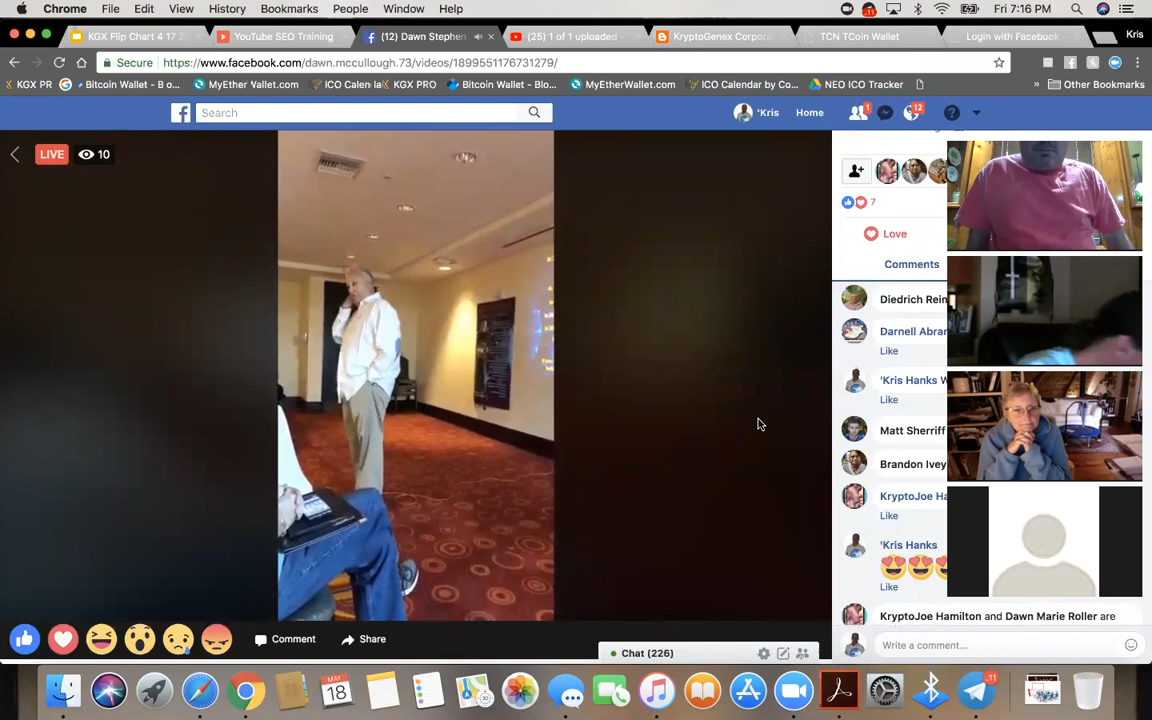 Chrome File Edit View History Bookmarks People Window Help Fri 7:16 PM
KGX Flip Chart 4 17 YouTube SEO Training (12) Dawn Stephen (25) 1 of 1 uploaded KryptoGenex Corpora TCN TCoin Wallet Login with Facebook Kris
Secure https://www.facebook.com/dawn.mccullough.73/videos/1899551176731279/
KGX PR Bitcoin Wallet - B o... MyEther Wallet.com ICO Calen KGX PRO Bitcoin Wallet - Blo... MyEtherWallet.com ICO Calendar by Co... NEO ICO Tracker » Other Bookmarks
Search 'Kris Home 1 12
LIVE 10
7
Love
Comments
Diedrich Rein
Darnell Abrar
Like
'Kris Hanks W
Like
Matt Sherriff
Brandon Ivey
KryptoJoe Ha
Like
'Kris Hanks
Like
KryptoJoe Hamilton and Dawn Marie Roller are
Comment Share Chat (226) Write a comment...
MAY
18